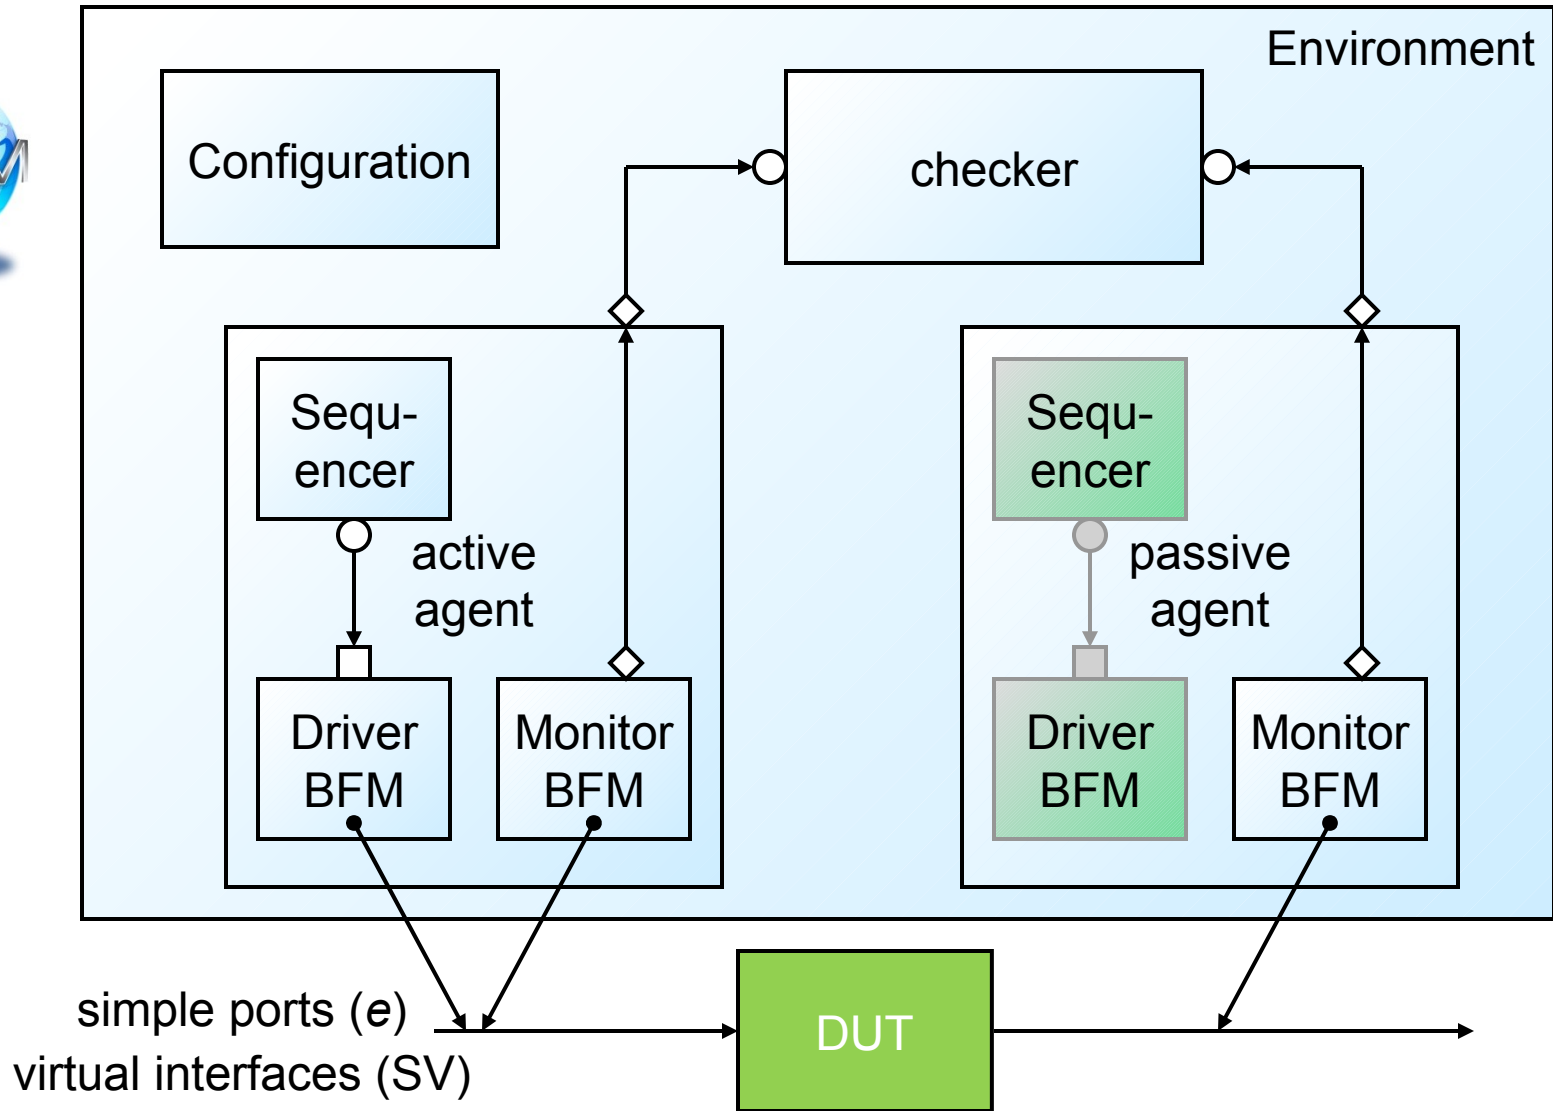 Environment
Configuration
checker
Sequ-
encer
active
agent
Driver
BFM
Monitor
BFM
Sequ-
encer
passive
agent
Driver
BFM
Monitor
BFM
simple ports (e)
virtual interfaces (SV)
DUT